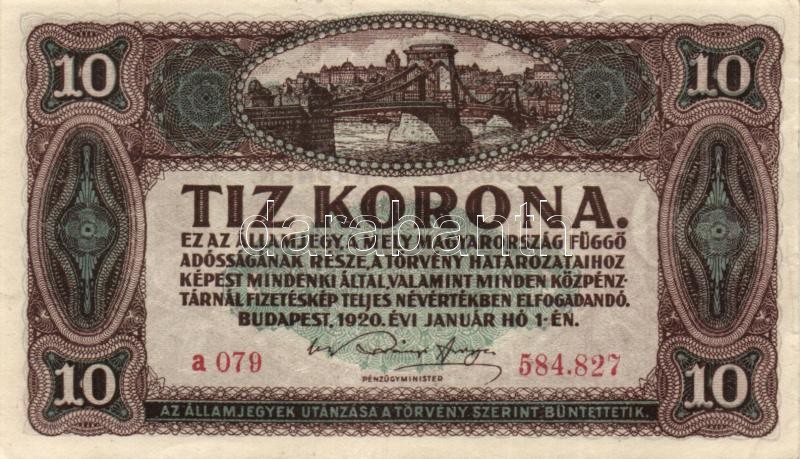 10 10
TIZ KORONA.
EZ AZ ÁLLAMJEGY, A MELY MAGYARORSZÁG FÜGGŐ
ADÓSSÁGÁNAK RÉSZE, A TÖRVÉNY HATÁROZATAIHOZ
KÉPEST MINDENKI ÁLTAL, VALAMINT MINDEN KÖZPÉNZ-
TÁRNÁL FIZETÉSKÉP TELJES NÉVÉRTÉKBEN ELFOGADANDÓ.
BUDAPEST, 1920. ÉVI JANUÁR HÓ 1-ÉN.
a 079 584.827
PÉNZÜGYMINISTER
10 10
AZ ÁLLAMJEGYEK UTÁNZÁSA A TÖRVÉNY SZERINT BÜNTETTETIK.
darabanth